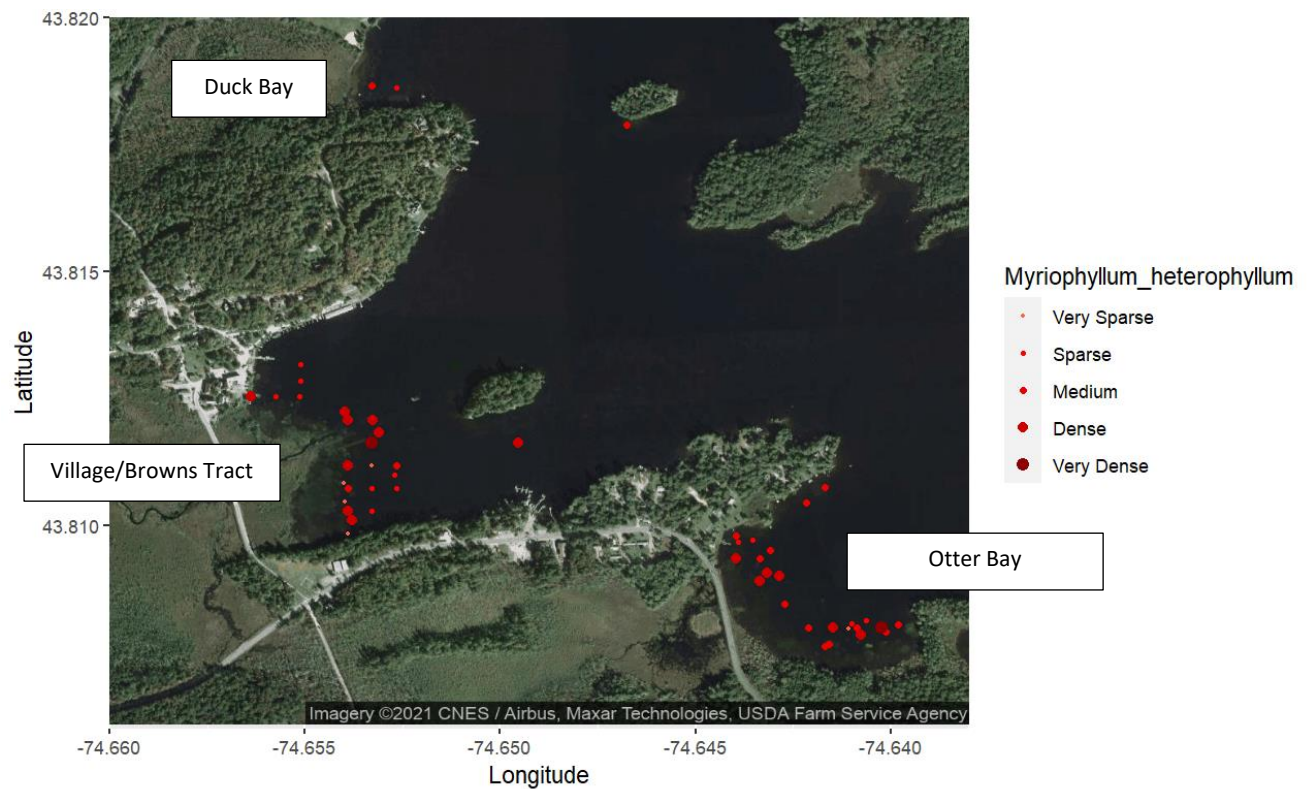 43.820
43.815
43.810
Latitude
Duck Bay
Village/Browns Tract
Otter Bay
Imagery ©2021 CNES / Airbus, Maxar Technologies, USDA Farm Service Agency
-74.660
-74.655
-74.650
-74.645
-74.640
Longitude
Myriophyllum_heterophyllum
Very Sparse
Sparse
Medium
Dense
Very Dense